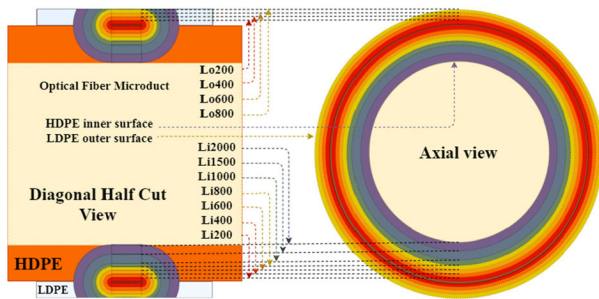 Lo200
Optical Fiber Microduct
Lo400
Lo600
Lo800
HDPE inner surface
LDPE outer surface
Li2000
Li1500
Axial view
Li1000
Diagonal Half Cut
View
Li800
Li600
Li400
Li200
HDPE
LDPE